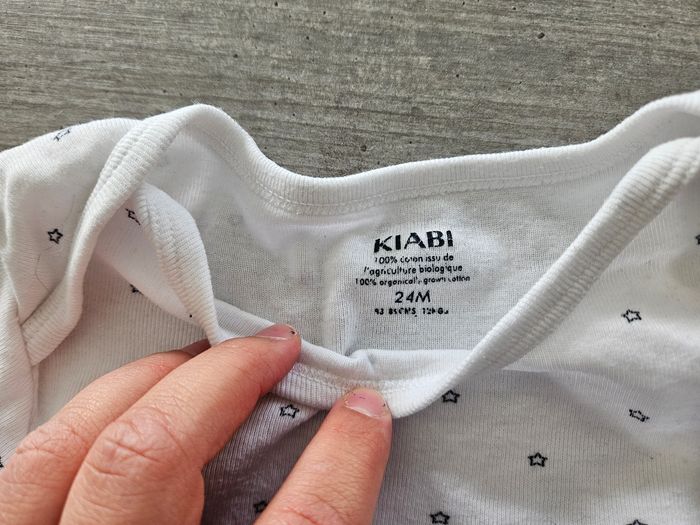 KIABI
100% coton issu de
l'agriculture biologique
100% organically grown cotton
24M